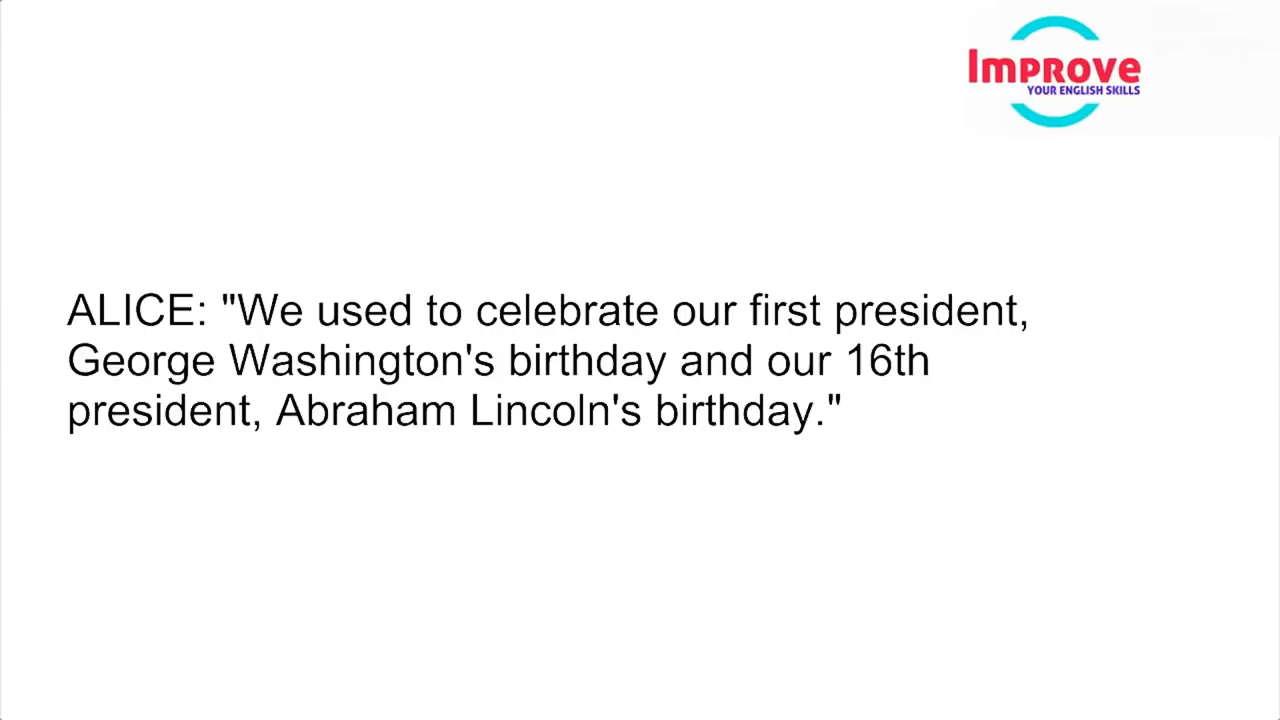 Improve
YOUR ENGLISH SKILLS
ALICE: "We used to celebrate our first president,
George Washington's birthday and our 16th
president, Abraham Lincoln's birthday."